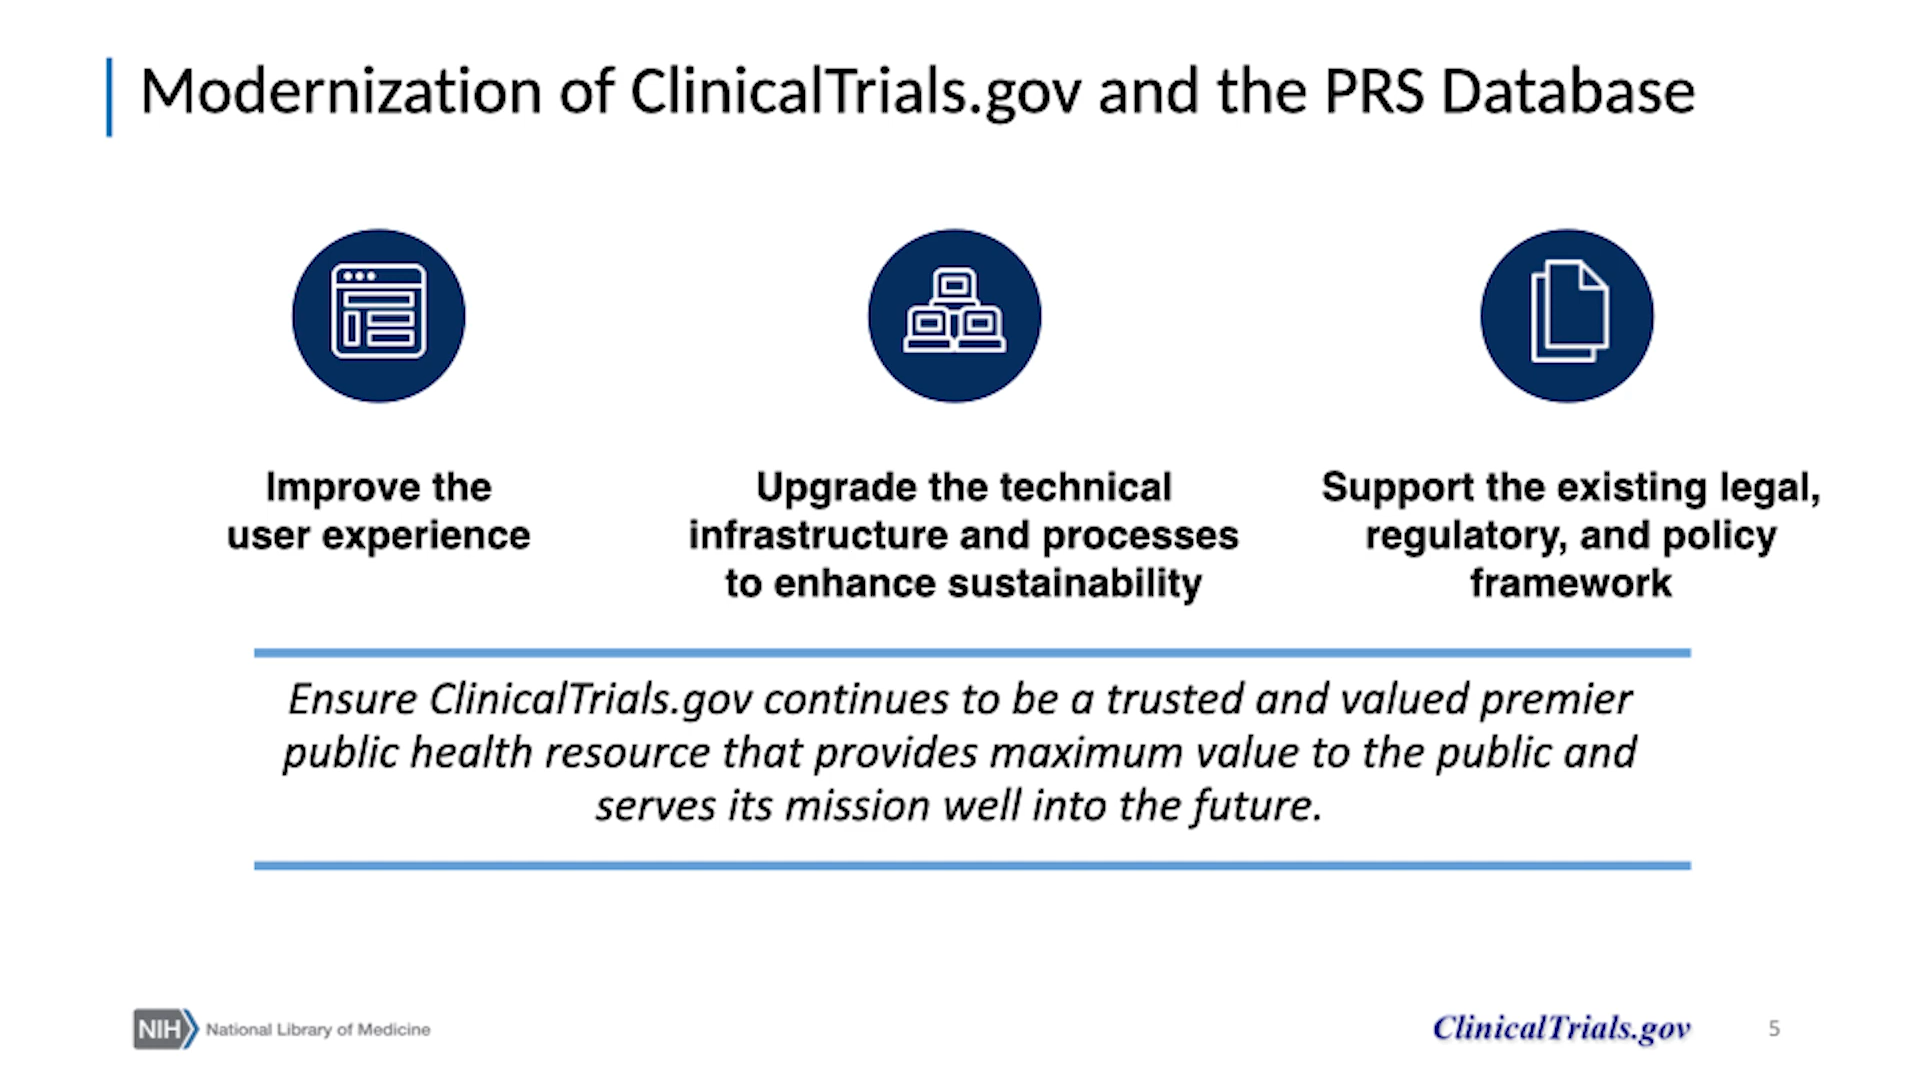 Modernization of ClinicalTrials.gov and the PRS Database
Improve the
user experience
Upgrade the technical
infrastructure and processes
to enhance sustainability
Support the existing legal,
regulatory, and policy
framework
Ensure ClinicalTrials.gov continues to be a trusted and valued premier
public health resource that provides maximum value to the public and
serves its mission well into the future.
NIH National Library of Medicine
ClinicalTrials.gov
5